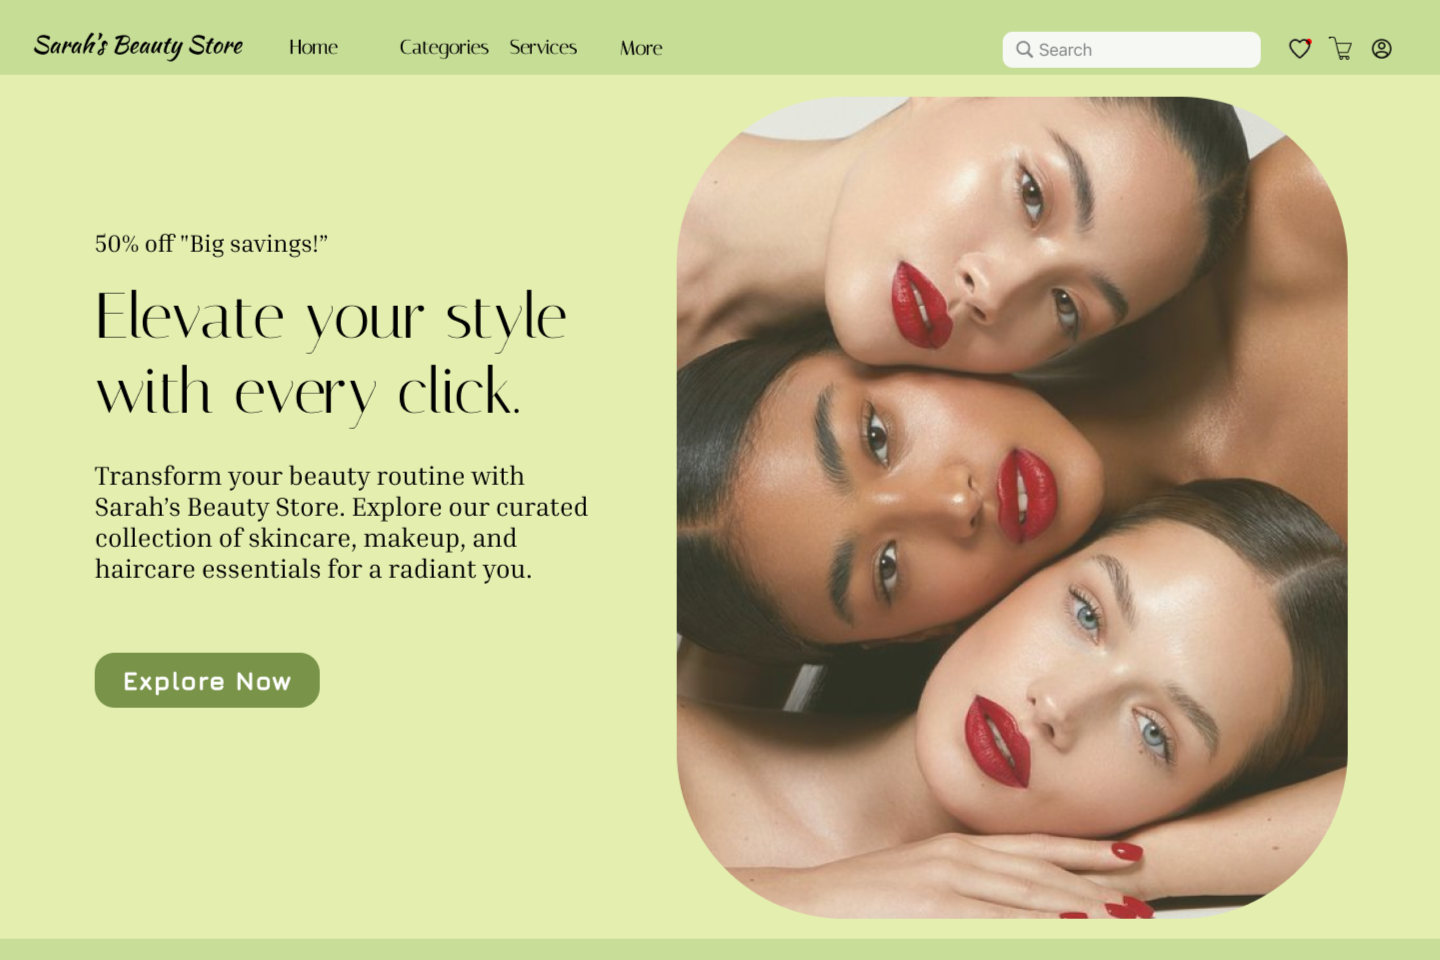 Sarah's Beauty Store Home Categories Services More Search
50% off "Big savings!”
Elevate your style
with every click.
Transform your beauty routine with
Sarah’s Beauty Store. Explore our curated
collection of skincare, makeup, and
haircare essentials for a radiant you.
Explore Now